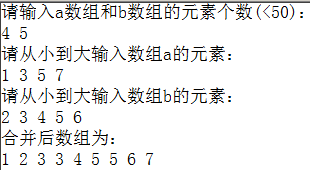 请输入a数组和b数组的元素个数(<50):
4 5
请从小到大输入数组a的元素:
1 3 5 7
请从小到大输入数组b的元素:
2 3 4 5 6
合并后数组为:
1 2 3 3 4 5 5 6 7